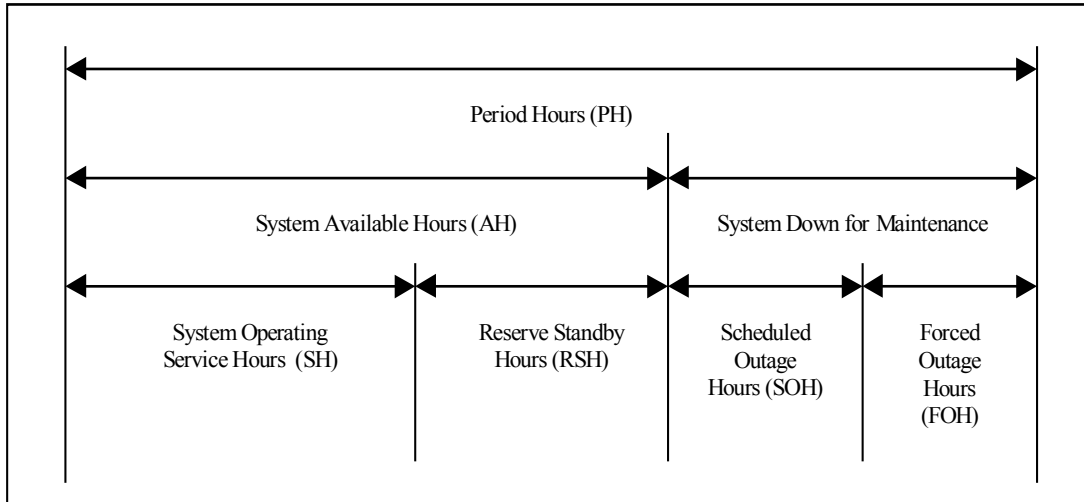 Period Hours (PH)
System Available Hours (AH)
System Down for Maintenance
System Operating
Service Hours (SH)
Reserve Standby
Hours (RSH)
Scheduled
Outage
Hours (SOH)
Forced
Outage
Hours
(FOH)